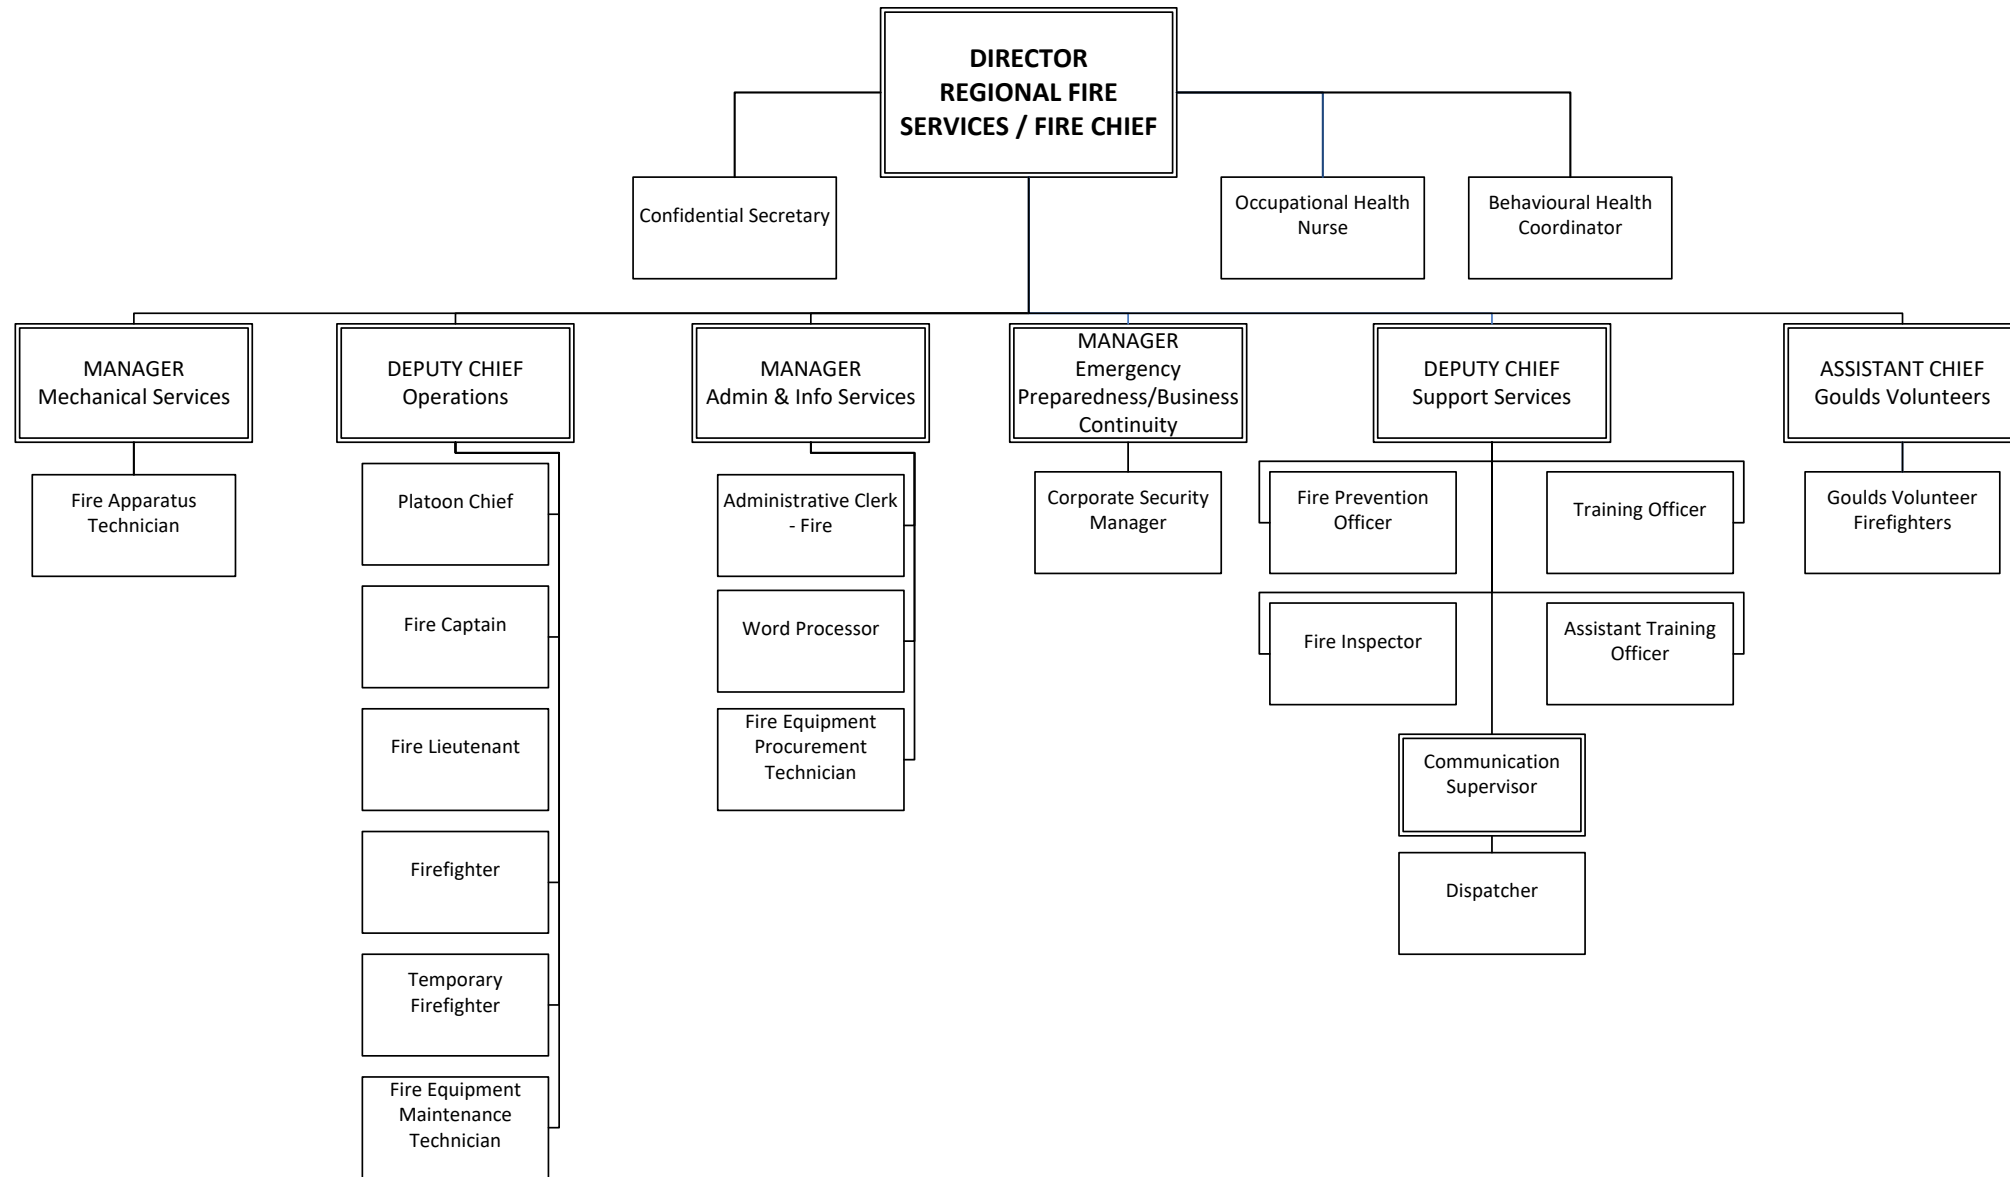 DIRECTOR
REGIONAL FIRE
SERVICES / FIRE CHIEF
Confidential Secretary
Occupational Health
Nurse
Behavioural Health
Coordinator
MANAGER
Mechanical Services
DEPUTY CHIEF
Operations
MANAGER
Admin & Info Services
MANAGER
Emergency
Preparedness/Business
Continuity
DEPUTY CHIEF
Support Services
ASSISTANT CHIEF
Goulds Volunteers
Fire Apparatus
Technician
Platoon Chief
Fire Captain
Fire Lieutenant
Firefighter
Temporary
Firefighter
Fire Equipment
Maintenance
Technician
Administrative Clerk
- Fire
Word Processor
Fire Equipment
Procurement
Technician
Corporate Security
Manager
Fire Prevention
Officer
Training Officer
Fire Inspector
Assistant Training
Officer
Communication
Supervisor
Dispatcher
Goulds Volunteer
Firefighters